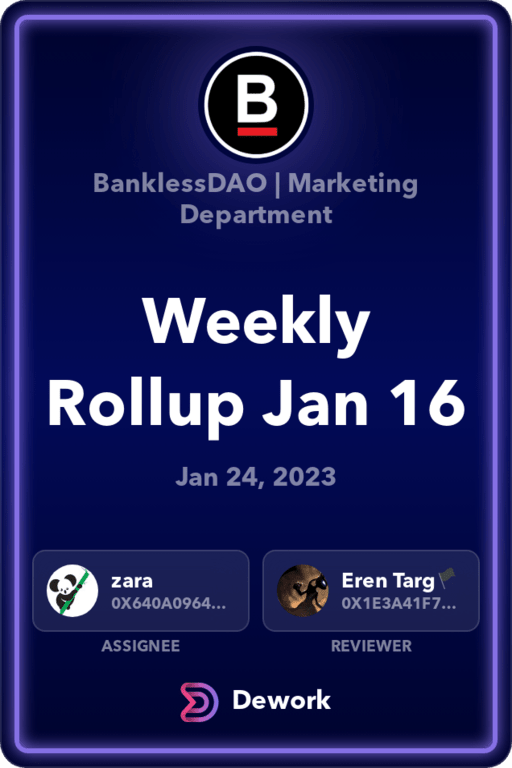 B
BanklessDAO | Marketing
Department
Weekly
Rollup Jan 16
Jan 24, 2023
zara
0X640A0964...
ASSIGNEE
Eren Targ🏴
0X1E3A41F7...
REVIEWER
Dework